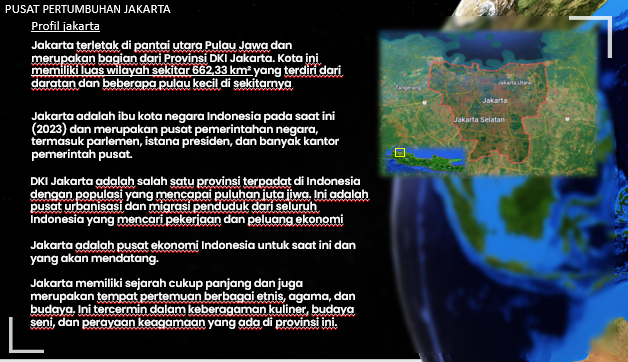 PUSAT PERTUMBUHAN JAKARTA
Profil jakarta
Jakarta terletak di pantai utara Pulau Jawa dan
merupakan bagian dari Provinsi DKI Jakarta. Kota ini
memiliki luas wilayah sekitar 662,33 km² yang terdiri dari
daratan dan beberapa pulau kecil di sekitarnya
Jakarta adalah ibu kota negara Indonesia pada saat ini
(2023) dan merupakan pusat pemerintahan negara,
termasuk parlemen, istana presiden, dan banyak kantor
pemerintah pusat.
DKI Jakarta adalah salah satu provinsi terpadat di Indonesia
dengan populasi yang mencapai puluhan juta jiwa. Ini adalah
pusat urbanisasi dan migrasi penduduk dari seluruh
Indonesia yang mencari pekerjaan dan peluang ekonomi
Jakarta adalah pusat ekonomi Indonesia untuk saat ini dan
yang akan mendatang.
Jakarta memiliki sejarah cukup panjang dan juga
merupakan tempat pertemuan berbagai etnis, agama, dan
budaya. Ini tercermin dalam keberagaman kuliner, budaya
seni, dan perayaan keagamaan yang ada di provinsi ini.
Jakarta Utara
Tangerang
Jakarta
Jakarta Selatan